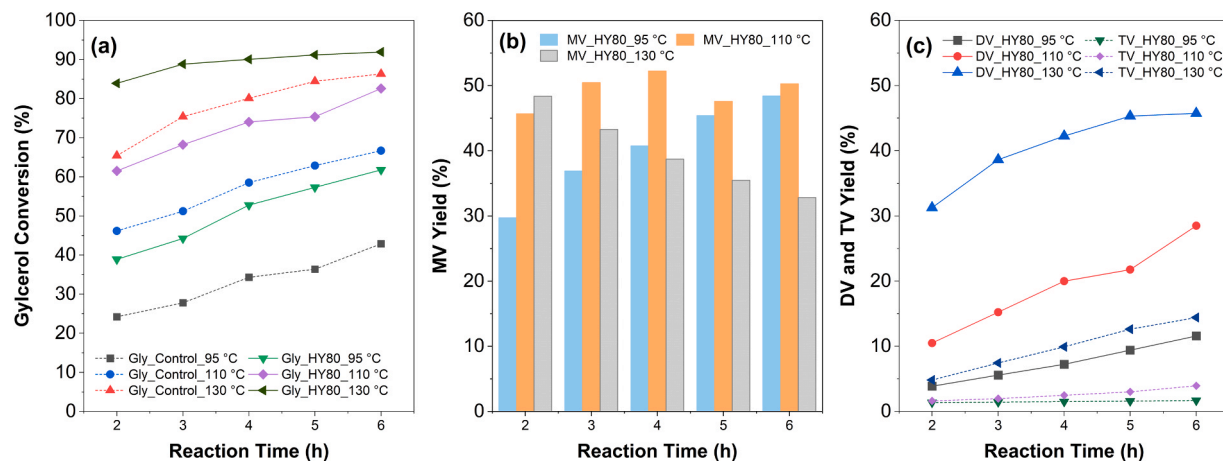 (a)
Gylcerol Conversion (%)
100
90
80
70
60
50
40
30
20
10
0
Gly_Control_95 °C
Gly_HY80_95 °C
Gly_Control_110 °C
Gly_HY80_110 °C
Gly_Control_130 °C
Gly_HY80_130 °C
2 3 4 5 6
Reaction Time (h)
(b)
MV Yield (%)
60
50
40
30
20
10
0
MV_HY80_95 °C
MV_HY80_110 °C
MV_HY80_130 °C
2 3 4 5 6
Reaction Time (h)
(c)
DV and TV Yield (%)
60
50
40
30
20
10
0
DV_HY80_95 °C
TV_HY80_95 °C
DV_HY80_110 °C
TV_HY80_110 °C
DV_HY80_130 °C
TV_HY80_130 °C
2 3 4 5 6
Reaction Time (h)